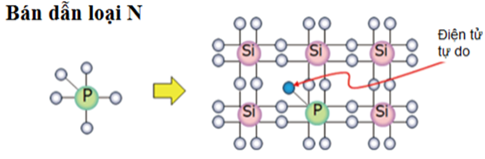 Bán dẫn loại N
P
Si Si Si
Si P Si
Điện tử
tự do